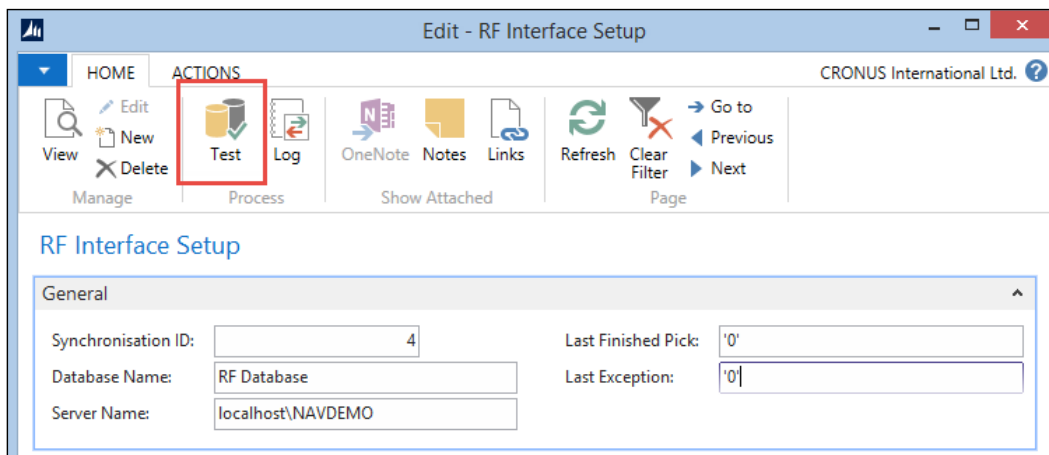 Edit - RF Interface Setup
HOME ACTIONS CRONUS International Ltd. ?
View
Edit
New
Delete
Manage
Test
Log
Process
OneNote
Notes
Links
Show Attached
Refresh
Clear
Filter
Go to
Previous
Next
Page
RF Interface Setup
General
Synchronisation ID: 4
Last Finished Pick: '0'
Database Name: RF Database
Last Exception: '0'
Server Name: localhost\NAVDEMO